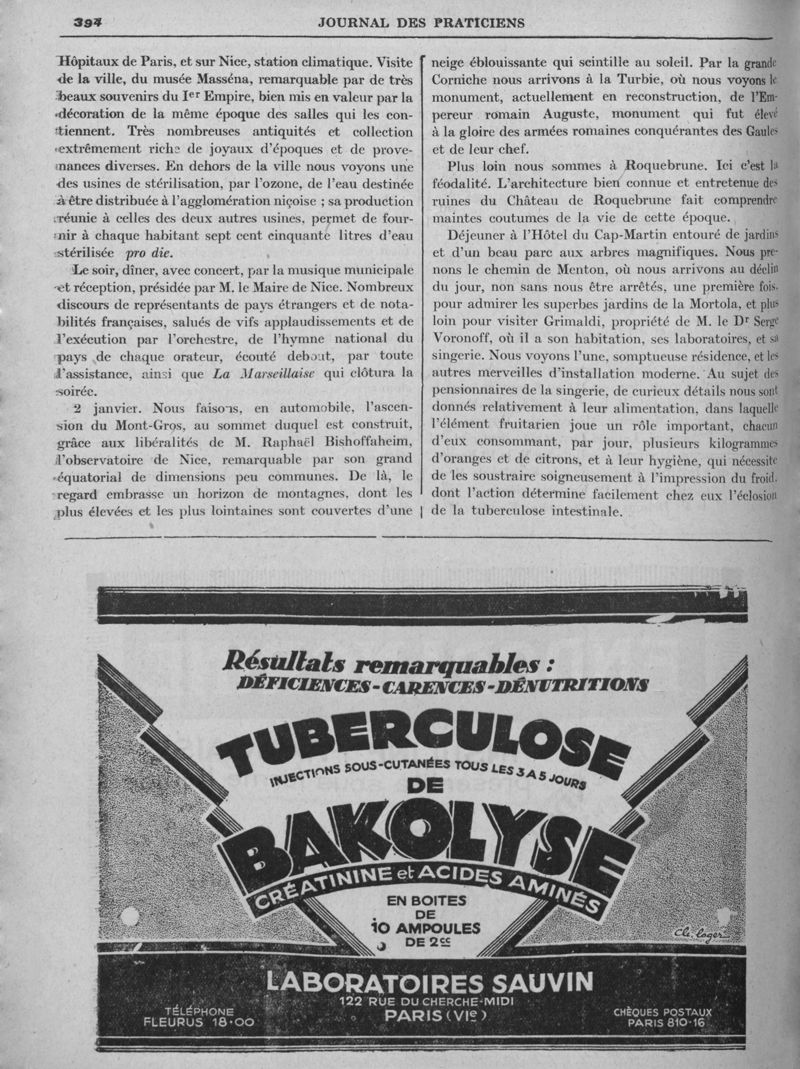 394
JOURNAL DES PRATICIENS
Hôpitaux de Paris, et sur Nice, station climatique. Visite
de la ville, du musée Masséna, remarquable par de très
beaux souvenirs du Ier Empire, bien mis en valeur par la
décoration de la même époque des salles qui les con-
tiennent. Très nombreuses antiquités et collection
extrêmement riche de joyaux d'époques et de prove-
nances diverses. En dehors de la ville nous voyons une
des usines de stérilisation, par l'ozone, de l'eau destinée
à être distribuée à l'agglomération niçoise ; sa production
réunie à celles des deux autres usines, permet de four-
nir à chaque habitant sept cent cinquante litres d'eau
stérilisée pro die.
Le soir, dîner, avec concert, par la musique municipale
et réception, présidée par M. le Maire de Nice. Nombreux
discours de représentants de pays étrangers et de nota-
bilités françaises, salués de vifs applaudissements et de
l'exécution par l'orchestre, de l'hymne national du
pays de chaque orateur, écouté debout, par toute
l'assistance, ainsi que La Marseillaise qui clôtura la
soirée.
2 janvier. Nous faisons, en automobile, l'ascen-
sion du Mont-Gros, au sommet duquel est construit,
grâce aux libéralités de M. Raphaël Bishoffaheim,
l'observatoire de Nice, remarquable par son grand
équatorial de dimensions peu communes. De là, le
regard embrasse un horizon de montagnes, dont les
plus élevées et les plus lointaines sont couvertes d'une
neige éblouissante qui scintille au soleil. Par la grande
Corniche nous arrivons à la Turbie, où nous voyons le
monument, actuellement en reconstruction, de l'Em-
pereur romain Auguste, monument qui fut élevé
à la gloire des armées romaines conquérantes des Gaules
et de leur chef.
Plus loin nous sommes à Roquebrune. Ici c'est la
féodalité. L'architecture bien connue et entretenue des
ruines du Château de Roquebrune fait comprendre
maintes coutumes de la vie de cette époque.
Déjeuner à l'Hôtel du Cap-Martin entouré de jardins
et d'un beau parc aux arbres magnifiques. Nous pre-
nons le chemin de Menton, où nous arrivons au déclin
du jour, non sans nous être arrêtés, une première fois,
pour admirer les superbes jardins de la Mortola, et plus
loin pour visiter Grimaldi, propriété de M. le Dr Serge
Voronoff, où il a son habitation, ses laboratoires, et sa
singerie. Nous voyons l'une, somptueuse résidence, et les
autres merveilles d'installation moderne. Au sujet des
pensionnaires de la singerie, de curieux détails nous sont
donnés relativement à leur alimentation, dans laquelle
l'élément fruitarien joue un rôle important, chacun
d'eux consommant, par jour, plusieurs kilogrammes
d'oranges et de citrons, et à leur hygiène, qui nécessite
de les soustraire soigneusement à l'impression du froid,
dont l'action détermine facilement chez eux l'éclosion
de la tuberculose intestinale.
Résultats remarquables :
DÉFICIENCES-CARENCES-DÉNUTRITIONS
TUBERCULOSE
INJECTIONS SOUS-CUTANÉES TOUS LES 3 A 5 JOURS
DE
BAKOLYSE
CRÉATININE et ACIDES AMINÉS
EN BOITES
DE
10 AMPOULES
DE 2cc
Ch. Loger
LABORATOIRES SAUVIN
122 RUE DU CHERCHE-MIDI
PARIS (VIe)
TÉLÉPHONE
FLEURUS 18·00
CHÈQUES POSTAUX
PARIS 810·16